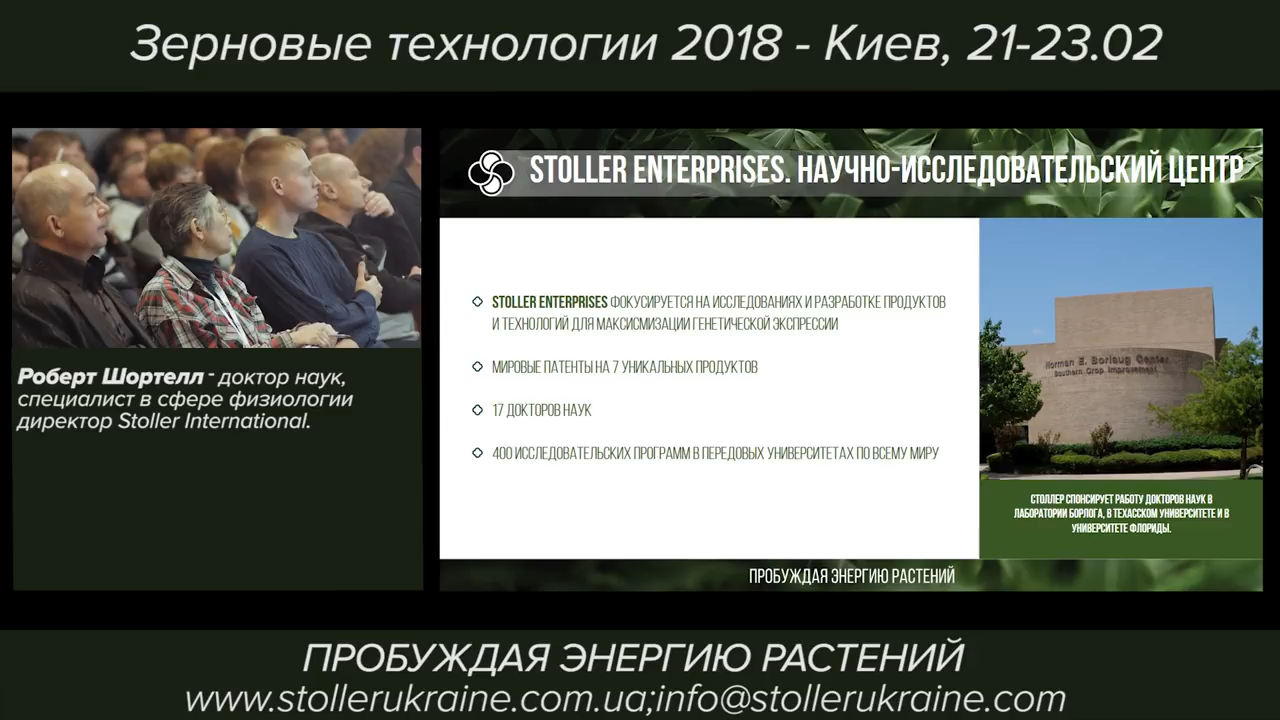 Зерновые технологии 2018 - Киев, 21-23.02
Роберт Шортелл - доктор наук,
специалист в сфере физиологии
директор Stoller International.
STOLLER ENTERPRISES. НАУЧНО-ИССЛЕДОВАТЕЛЬСКИЙ ЦЕНТР
STOLLER ENTERPRISES ФОКУСИРУЕТСЯ НА ИССЛЕДОВАНИЯХ И РАЗРАБОТКЕ ПРОДУКТОВ
И ТЕХНОЛОГИЙ ДЛЯ МАКСИСМИЗАЦИИ ГЕНЕТИЧЕСКОЙ ЭКСПРЕССИИ
МИРОВЫЕ ПАТЕНТЫ НА 7 УНИКАЛЬНЫХ ПРОДУКТОВ
17 ДОКТОРОВ НАУК
400 ИССЛЕДОВАТЕЛЬСКИХ ПРОГРАММ В ПЕРЕДОВЫХ УНИВЕРСИТЕТАХ ПО ВСЕМУ МИРУ
Norman E. Borlaug Center
Southern Crop Improvement
СТОЛЛЕР СПОНСИРУЕТ РАБОТУ ДОКТОРОВ НАУК В
ЛАБОРАТОРИИ БОРЛОГА, В ТЕХАССКОМ УНИВЕРСИТЕТЕ И В
УНИВЕРСИТЕТЕ ФЛОРИДЫ.
ПРОБУЖДАЯ ЭНЕРГИЮ РАСТЕНИЙ
ПРОБУЖДАЯ ЭНЕРГИЮ РАСТЕНИЙ
www.stollerukraine.com.ua;info@stollerukraine.com